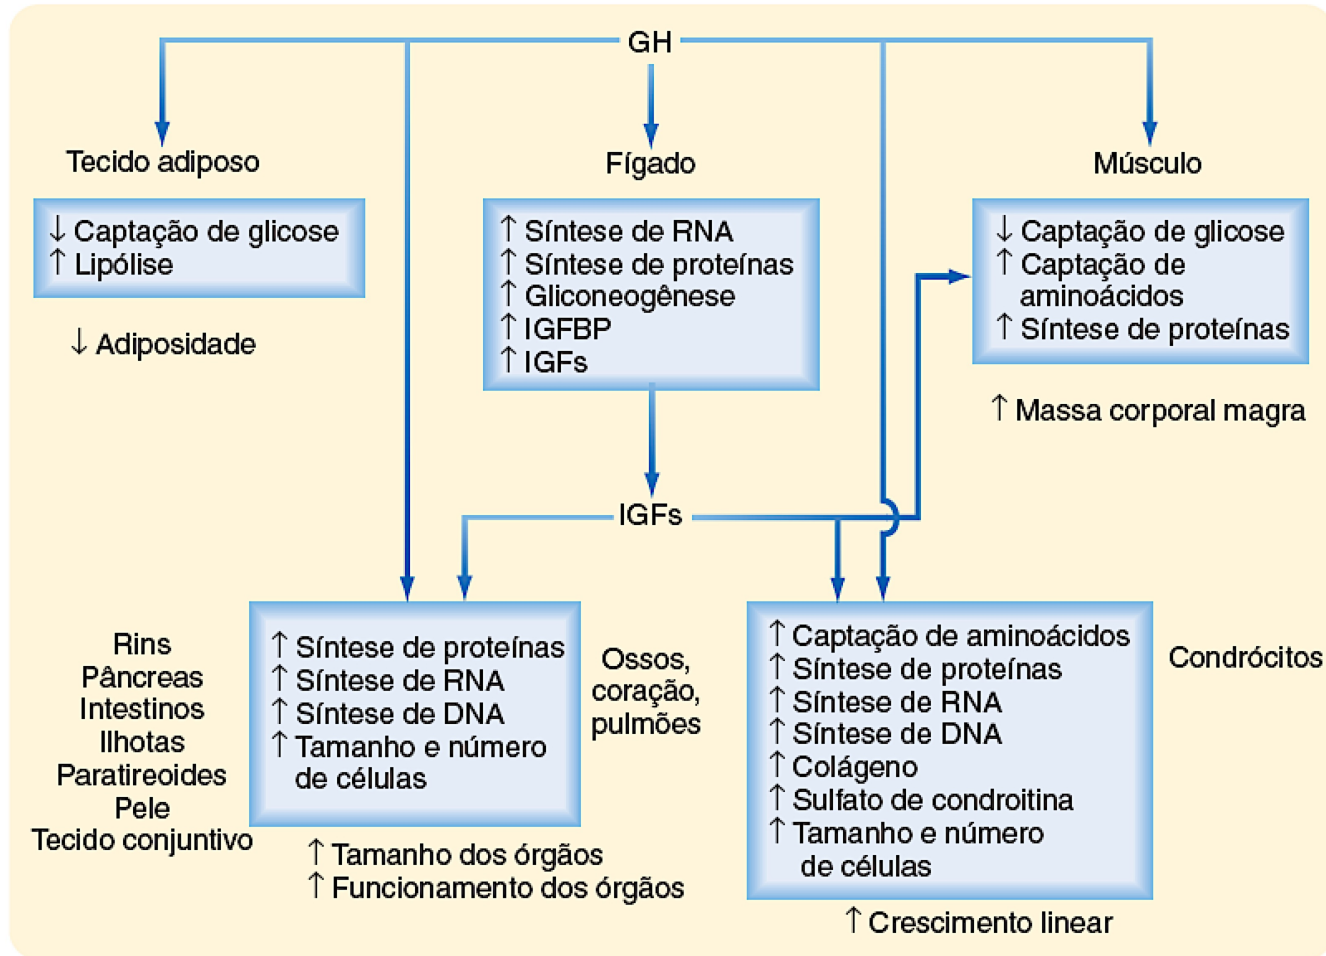 GH
Tecido adiposo
↓ Captação de glicose
↑ Lipólise
↓ Adiposidade
Fígado
↑ Síntese de RNA
↑ Síntese de proteínas
↑ Gliconeogênese
↑ IGFBP
↑ IGFs
Músculo
↓ Captação de glicose
↑ Captação de
aminoácidos
↑ Síntese de proteínas
↑ Massa corporal magra
IGFs
Rins
Pâncreas
Intestinos
Ilhotas
Paratireoides
Pele
Tecido conjuntivo
↑ Síntese de proteínas
↑ Síntese de RNA
↑ Síntese de DNA
↑ Tamanho e número
de células
Ossos,
coração,
pulmões
↑ Tamanho dos órgãos
↑ Funcionamento dos órgãos
↑ Captação de aminoácidos
↑ Síntese de proteínas
↑ Síntese de RNA
↑ Síntese de DNA
↑ Colágeno
↑ Sulfato de condroitina
↑ Tamanho e número
de células
Condrócitos
↑ Crescimento linear